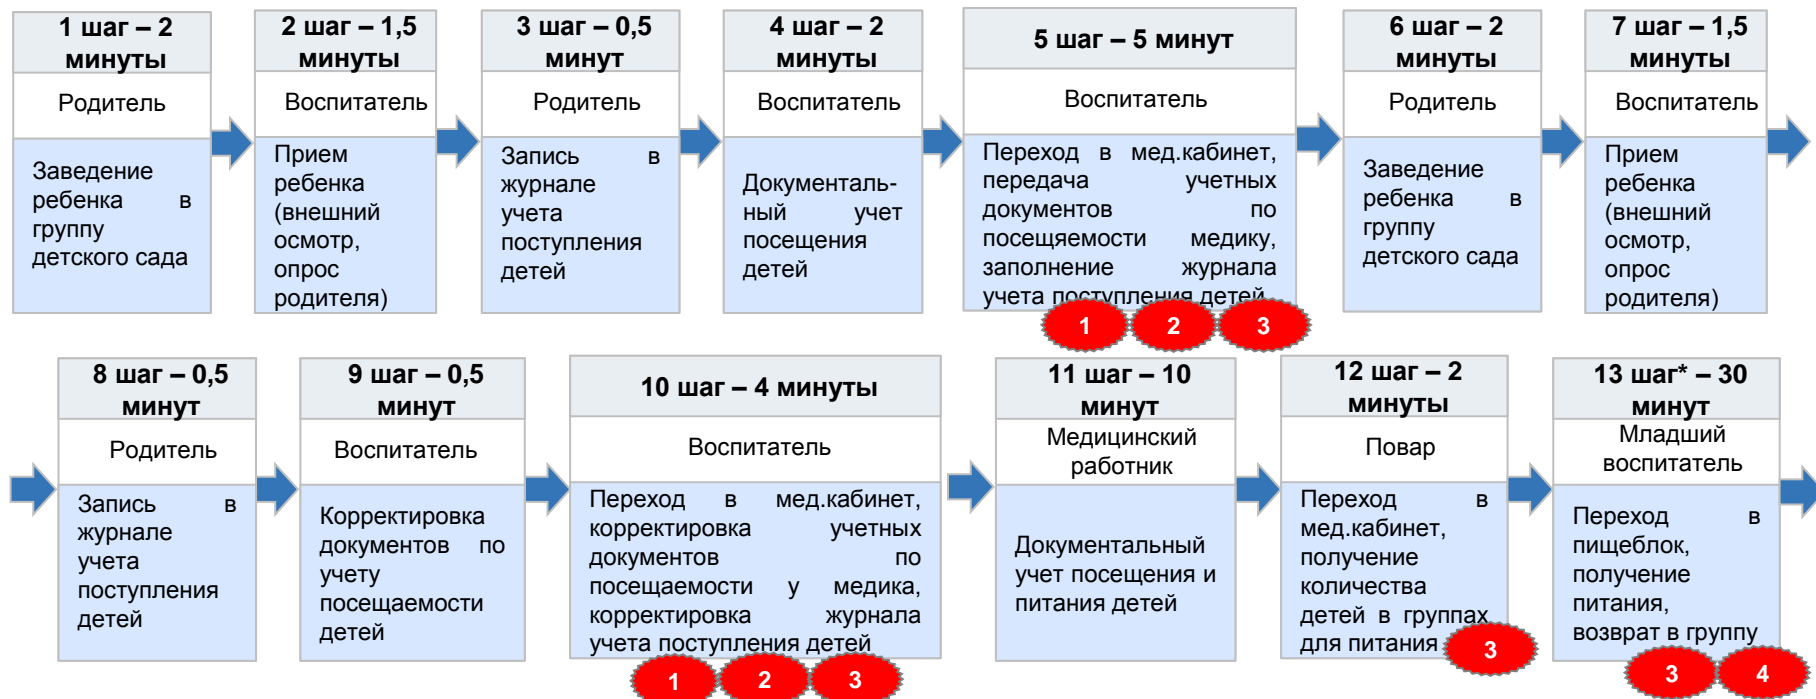 1 шаг – 2
минуты
Родитель
Заведение
ребенка в
группу
детского сада
2 шаг – 1,5
минуты
Воспитатель
Прием
ребенка
(внешний
осмотр,
опрос
родителя)
3 шаг – 0,5
минут
Родитель
Запись в
журнале
учета
поступления
детей
4 шаг – 2
минуты
Воспитатель
Документаль-
ный учет
посещения
детей
5 шаг – 5 минут
Воспитатель
Переход в мед.кабинет,
передача учетных
документов по
посещяемости медику,
заполнение журнала
учета поступления детей
1 2 3
6 шаг – 2
минуты
Родитель
Заведение
ребенка в
группу
детского сада
7 шаг – 1,5
минуты
Воспитатель
Прием
ребенка
(внешний
осмотр,
опрос
родителя)
8 шаг – 0,5
минут
Родитель
Запись в
журнале
учета
поступления
детей
9 шаг – 0,5
минут
Воспитатель
Корректировка
документов по
учету
посещаемости
детей
10 шаг – 4 минуты
Воспитатель
Переход в мед.кабинет,
корректировка учетных
документов по
посещаемости у медика,
корректировка журнала
учета поступления детей
1 2 3
11 шаг – 10
минут
Медицинский
работник
Документальный
учет посещения и
питания детей
12 шаг – 2
минуты
Повар
Переход в
мед.кабинет,
получение
количества
детей в группах
для питания
3
13 шаг* – 30
минут
Младший
воспитатель
Переход в
пищеблок,
получение
питания,
возврат в группу
3 4